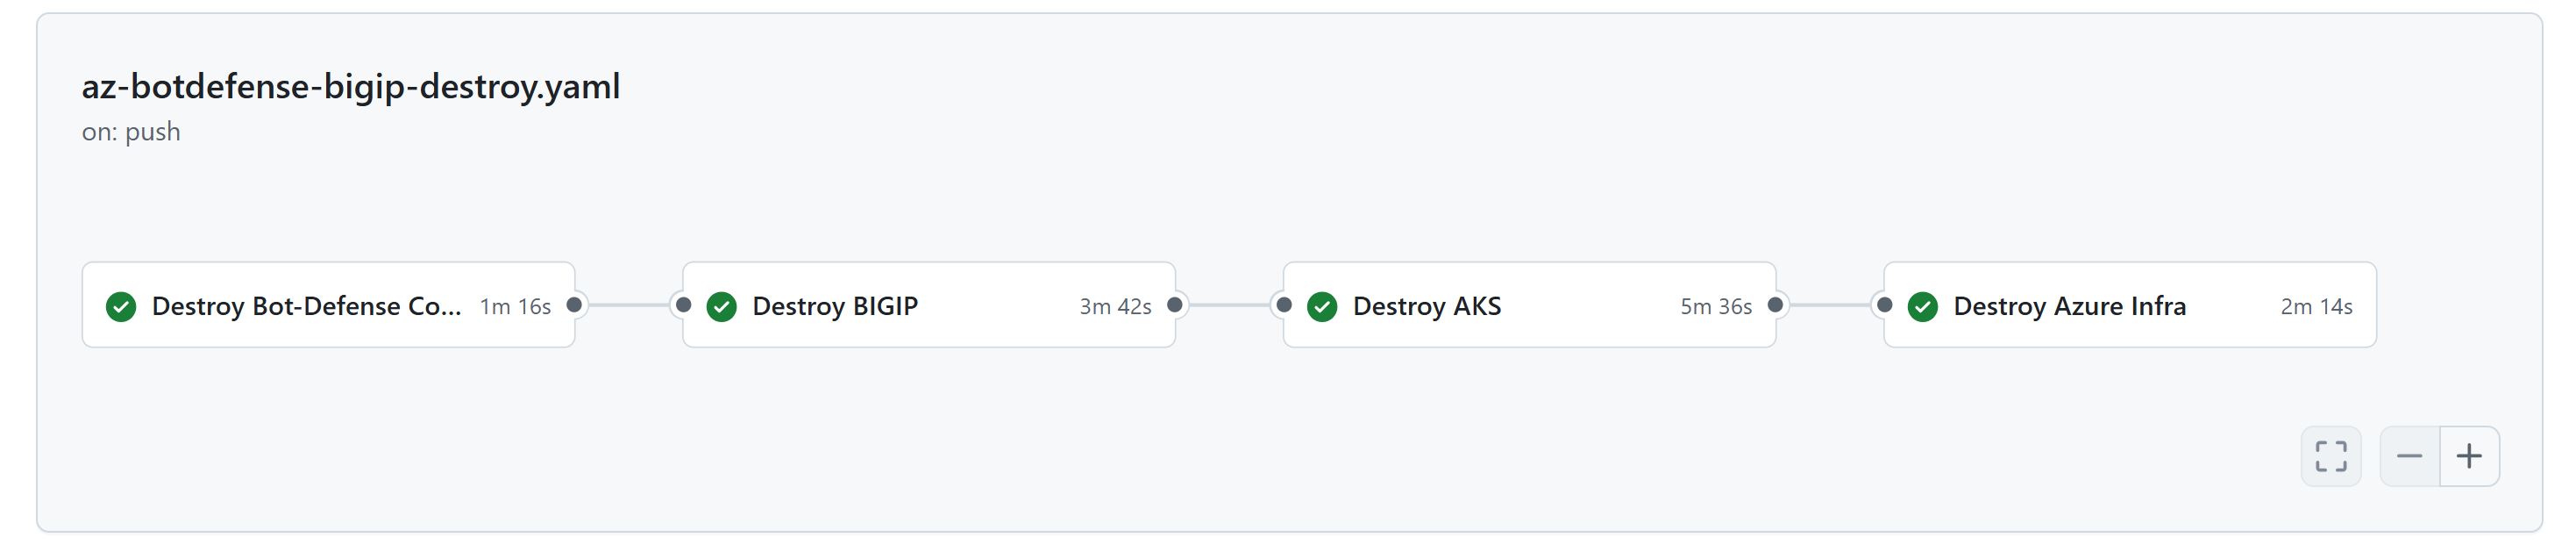 az-botdefense-bigip-destroy.yaml
on: push
Destroy Bot-Defense Co... 1m 16s
Destroy BIGIP 3m 42s
Destroy AKS 5m 36s
Destroy Azure Infra 2m 14s